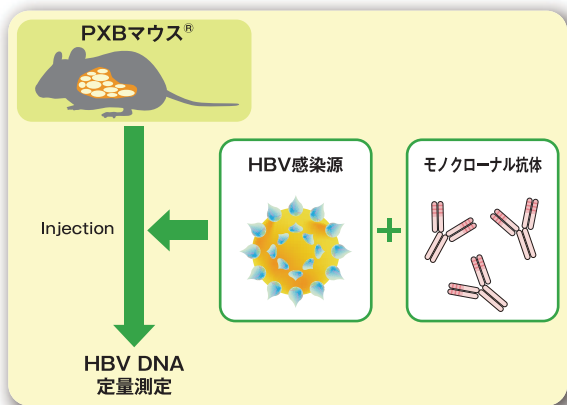 PXBマウス®
HBV感染源
モノクローナル抗体
Injection
HBV DNA
定量測定